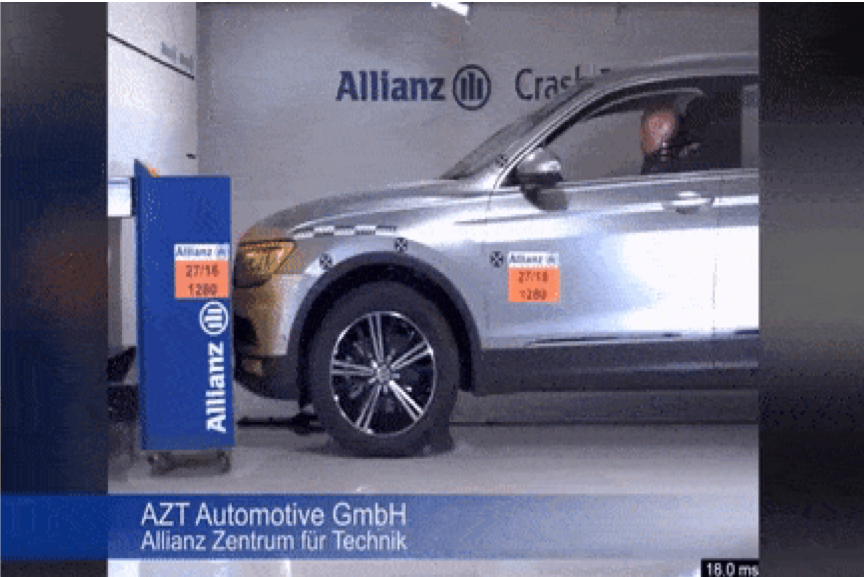 Allianz Crash
Allianz
27/16
1280
Allianz
Allianz
27/16
1280
AZT Automotive GmbH
Allianz Zentrum für Technik
18.0 ms